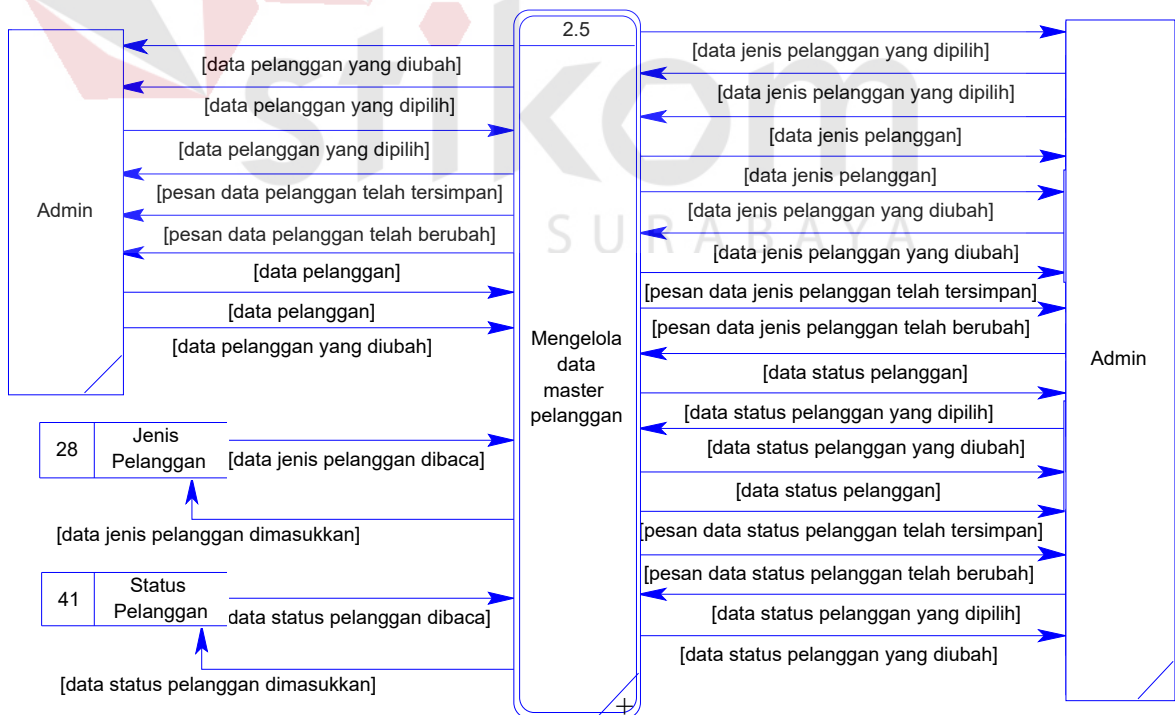 stikom
SURABAYA
Admin
[data pelanggan yang diubah]
[data pelanggan yang dipilih]
[data pelanggan yang dipilih]
[pesan data pelanggan telah tersimpan]
[pesan data pelanggan telah berubah]
[data pelanggan]
[data pelanggan]
[data pelanggan yang diubah]
28
Jenis
Pelanggan
[data jenis pelanggan dibaca]
[data jenis pelanggan dimasukkan]
41
Status
Pelanggan
data status pelanggan dibaca]
[data status pelanggan dimasukkan]
2.5
Mengelola
data
master
pelanggan
[data jenis pelanggan yang dipilih]
[data jenis pelanggan yang dipilih]
[data jenis pelanggan]
[data jenis pelanggan]
[data jenis pelanggan yang diubah]
[data jenis pelanggan yang diubah]
[pesan data jenis pelanggan telah tersimpan]
[pesan data jenis pelanggan telah berubah]
[data status pelanggan]
[data status pelanggan yang dipilih]
[data status pelanggan yang diubah]
[data status pelanggan]
[pesan data status pelanggan telah tersimpan]
[pesan data status pelanggan telah berubah]
[data status pelanggan yang dipilih]
[data status pelanggan yang diubah]
Admin